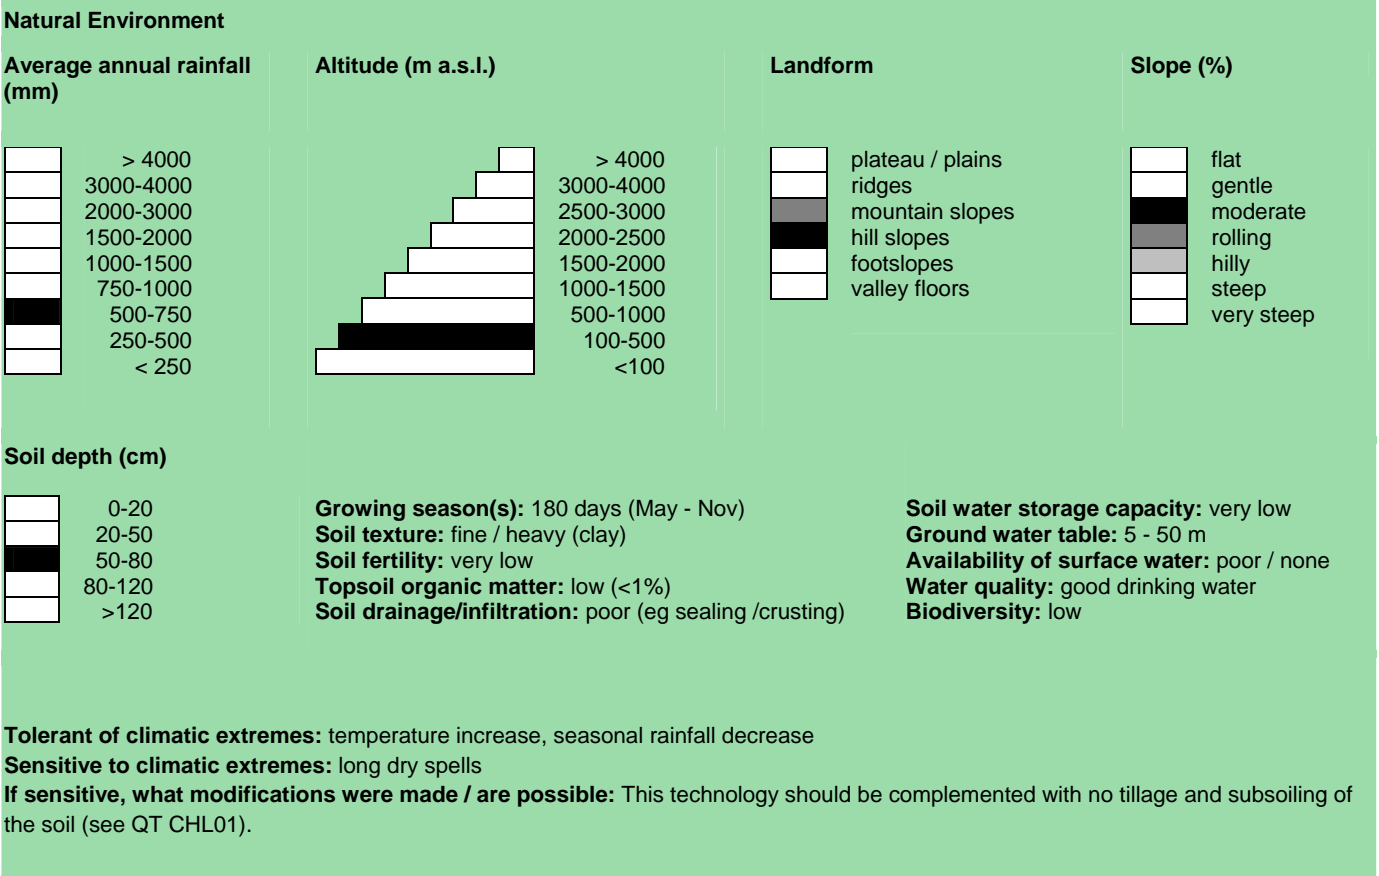 Natural Environment
Average annual rainfall
(mm)
> 4000
3000-4000
2000-3000
1500-2000
1000-1500
750-1000
500-750
250-500
< 250
Altitude (m a.s.l.)
> 4000
3000-4000
2500-3000
2000-2500
1500-2000
1000-1500
500-1000
100-500
<100
Landform
plateau / plains
ridges
mountain slopes
hill slopes
footslopes
valley floors
Slope (%)
flat
gentle
moderate
rolling
hilly
steep
very steep
Soil depth (cm)
0-20
20-50
50-80
80-120
>120
Growing season(s): 180 days (May - Nov)
Soil texture: fine / heavy (clay)
Soil fertility: very low
Topsoil organic matter: low (<1%)
Soil drainage/infiltration: poor (eg sealing /crusting)
Soil water storage capacity: very low
Ground water table: 5 - 50 m
Availability of surface water: poor / none
Water quality: good drinking water
Biodiversity: low
Tolerant of climatic extremes: temperature increase, seasonal rainfall decrease
Sensitive to climatic extremes: long dry spells
If sensitive, what modifications were made / are possible: This technology should be complemented with no tillage and subsoiling of
the soil (see QT CHL01).